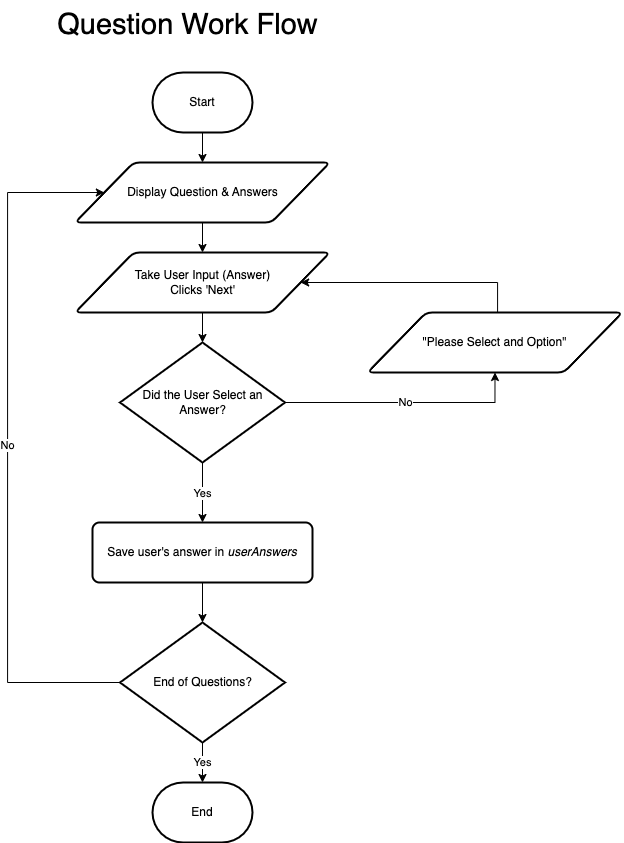 Question Work Flow
Start
Display Question & Answers
Take User Input (Answer)
Clicks 'Next'
"Please Select and Option"
Did the User Select an
Answer?
No
Yes
No
Save user's answer in userAnswers
End of Questions?
Yes
End